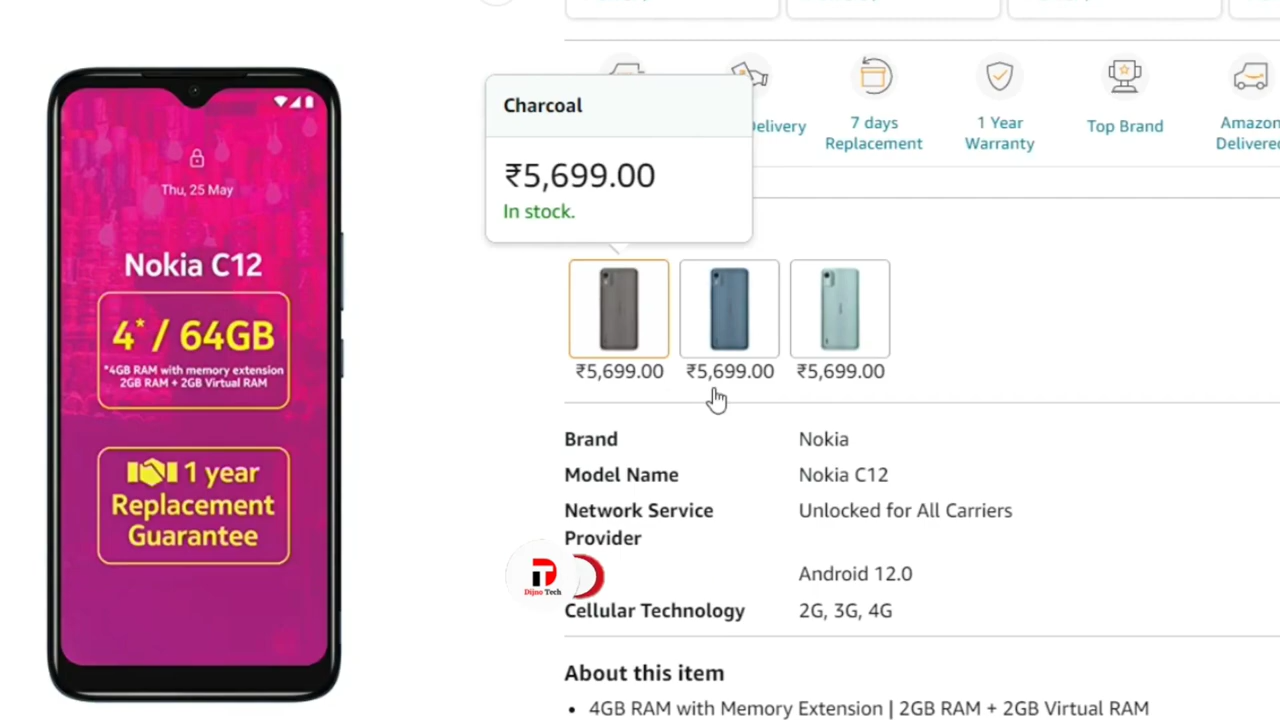 Thu, 25 May
Nokia C12
4* / 64GB
*4GB RAM with memory extension
2GB RAM + 2GB Virtual RAM
1 year
Replacement
Guarantee
Delivery
7 days
Replacement
1 Year
Warranty
Top Brand
Amazon
Delivered
Charcoal
₹5,699.00
In stock.
₹5,699.00 ₹5,699.00 ₹5,699.00
Brand Nokia
Model Name Nokia C12
Network Service Unlocked for All Carriers
Provider
Android 12.0
Cellular Technology 2G, 3G, 4G
DT
Dijno Tech
About this item
• 4GB RAM with Memory Extension | 2GB RAM + 2GB Virtual RAM